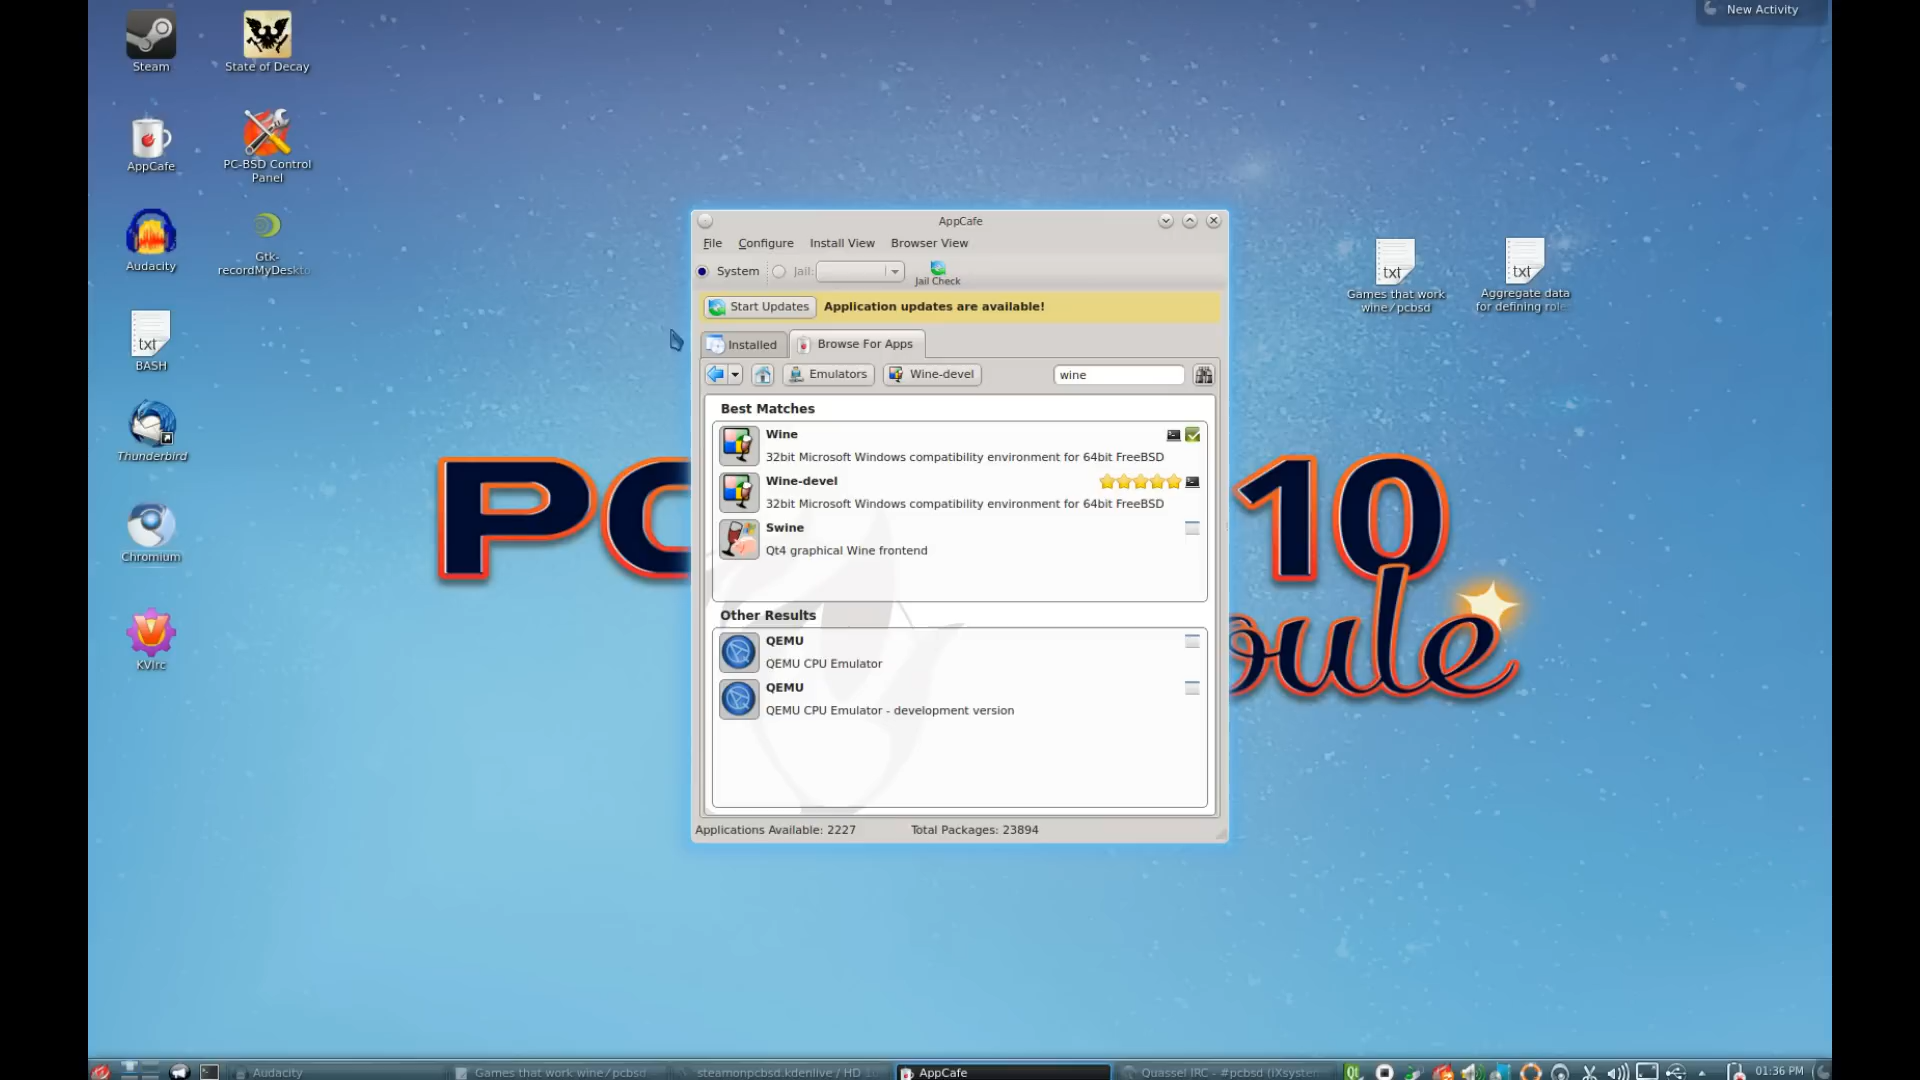 New Activity
Steam
State of Decay
AppCafe
PC-BSD Control
Panel
Audacity
Gtk-
recordMyDeskto
txt
BASH
Thunderbird
Chromium
KVIrc
txt
Games that work
wine/pcbsd
txt
Aggregate data
for defining role
PC
10
oule
AppCafe
File Configure Install View Browser View
System Jail: Jail Check
Start Updates Application updates are available!
Installed Browse For Apps
Emulators Wine-devel wine
Best Matches
Wine
32bit Microsoft Windows compatibility environment for 64bit FreeBSD
Wine-devel
32bit Microsoft Windows compatibility environment for 64bit FreeBSD
Swine
Qt4 graphical Wine frontend
Other Results
QEMU
QEMU CPU Emulator
QEMU
QEMU CPU Emulator - development version
Applications Available: 2227 Total Packages: 23894
Audacity Games that work wine/pcbsd steamonpcbsd.kdenlive / HD AppCafe Quassel IRC - #pcbsd (iXsystem 01:36 PM